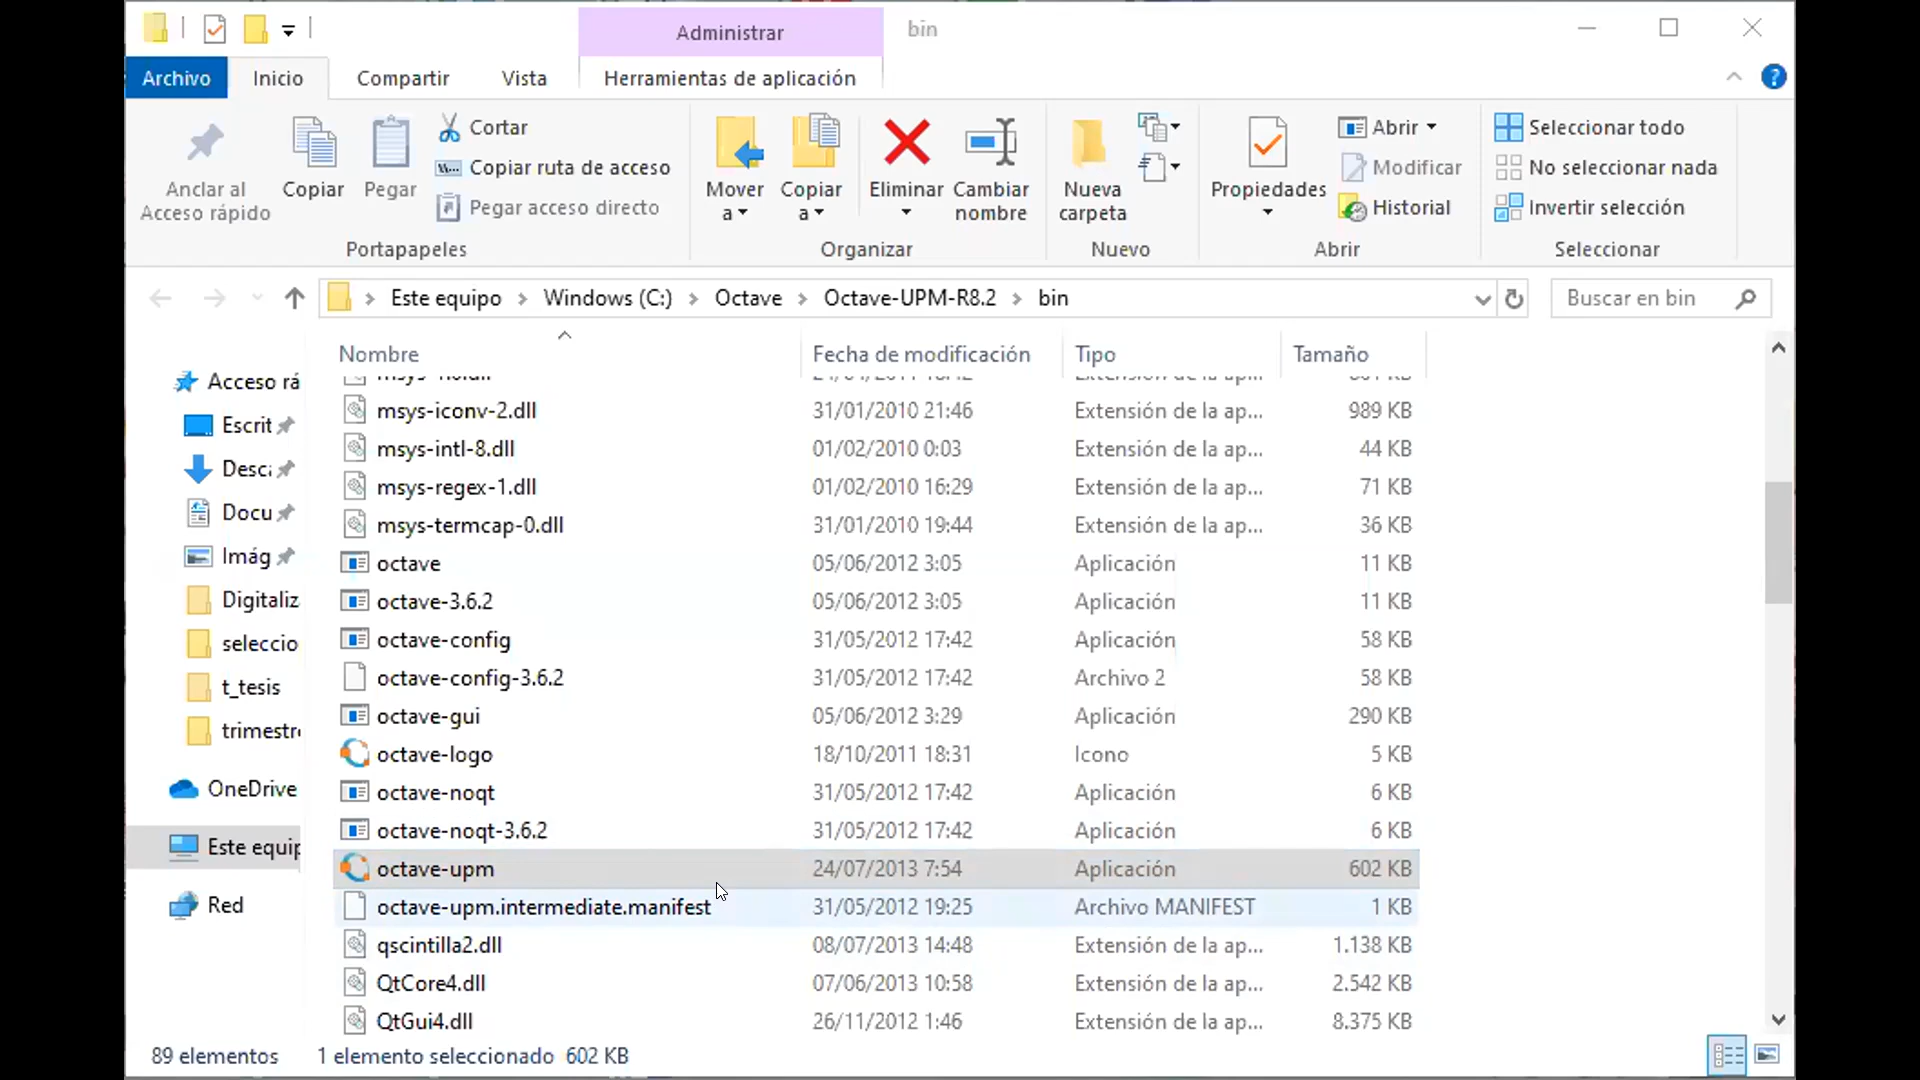 Administrar
bin
Archivo
Inicio
Compartir
Vista
Herramientas de aplicación
Anclar al
Acceso rápido
Copiar
Pegar
Cortar
Copiar ruta de acceso
Pegar acceso directo
Portapapeles
Mover
a
Copiar
a
Eliminar
Cambiar
nombre
Organizar
Nueva
carpeta
Nuevo
Propiedades
Abrir
Modificar
Historial
Abrir
Seleccionar todo
No seleccionar nada
Invertir selección
Seleccionar
Este equipo > Windows (C:) > Octave > Octave-UPM-R8.2 > bin
Buscar en bin
Acceso rá
Escrit
Desca
Docu
Imág
Digitaliz
seleccio
t_tesis
trimestre
OneDrive
Este equip
Red
Nombre Fecha de modificación Tipo Tamaño
msys-iconv-2.dll 31/01/2010 21:46 Extensión de la ap... 989 KB
msys-intl-8.dll 01/02/2010 0:03 Extensión de la ap... 44 KB
msys-regex-1.dll 01/02/2010 16:29 Extensión de la ap... 71 KB
msys-termcap-0.dll 31/01/2010 19:44 Extensión de la ap... 36 KB
octave 05/06/2012 3:05 Aplicación 11 KB
octave-3.6.2 05/06/2012 3:05 Aplicación 11 KB
octave-config 31/05/2012 17:42 Aplicación 58 KB
octave-config-3.6.2 31/05/2012 17:42 Archivo 2 58 KB
octave-gui 05/06/2012 3:29 Aplicación 290 KB
octave-logo 18/10/2011 18:31 Icono 5 KB
octave-noqt 31/05/2012 17:42 Aplicación 6 KB
octave-noqt-3.6.2 31/05/2012 17:42 Aplicación 6 KB
octave-upm 24/07/2013 7:54 Aplicación 602 KB
octave-upm.intermediate.manifest 31/05/2012 19:25 Archivo MANIFEST 1 KB
qscintilla2.dll 08/07/2013 14:48 Extensión de la ap... 1.138 KB
QtCore4.dll 07/06/2013 10:58 Extensión de la ap... 2.542 KB
QtGui4.dll 26/11/2012 1:46 Extensión de la ap... 8.375 KB
89 elementos 1 elemento seleccionado 602 KB